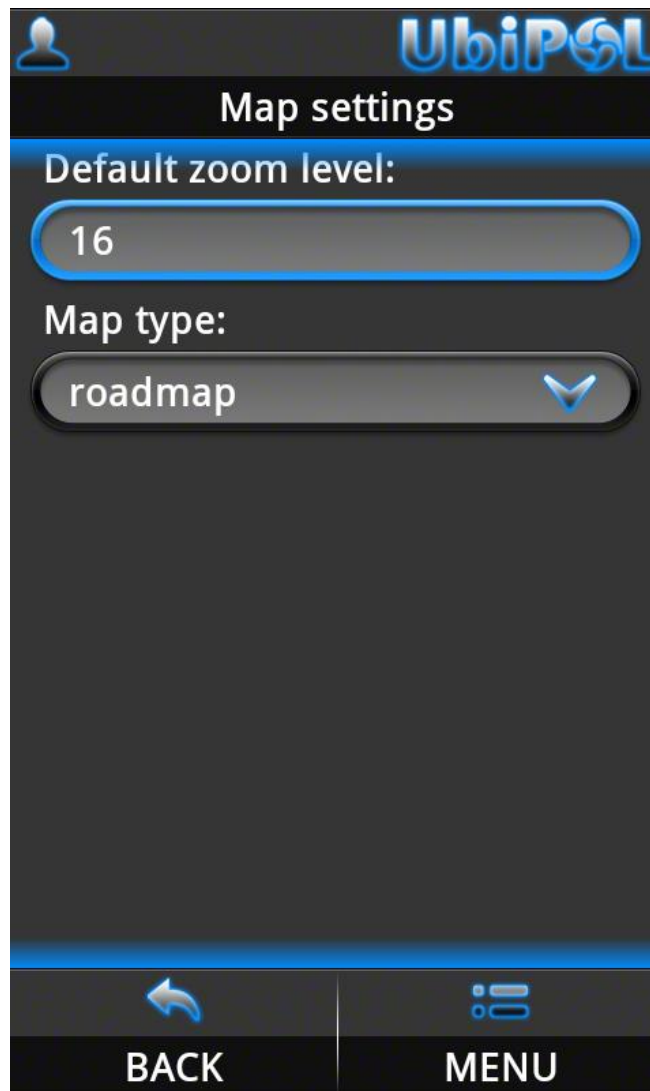 UbiPOL
Map settings
Default zoom level:
16
Map type:
roadmap
BACK
MENU